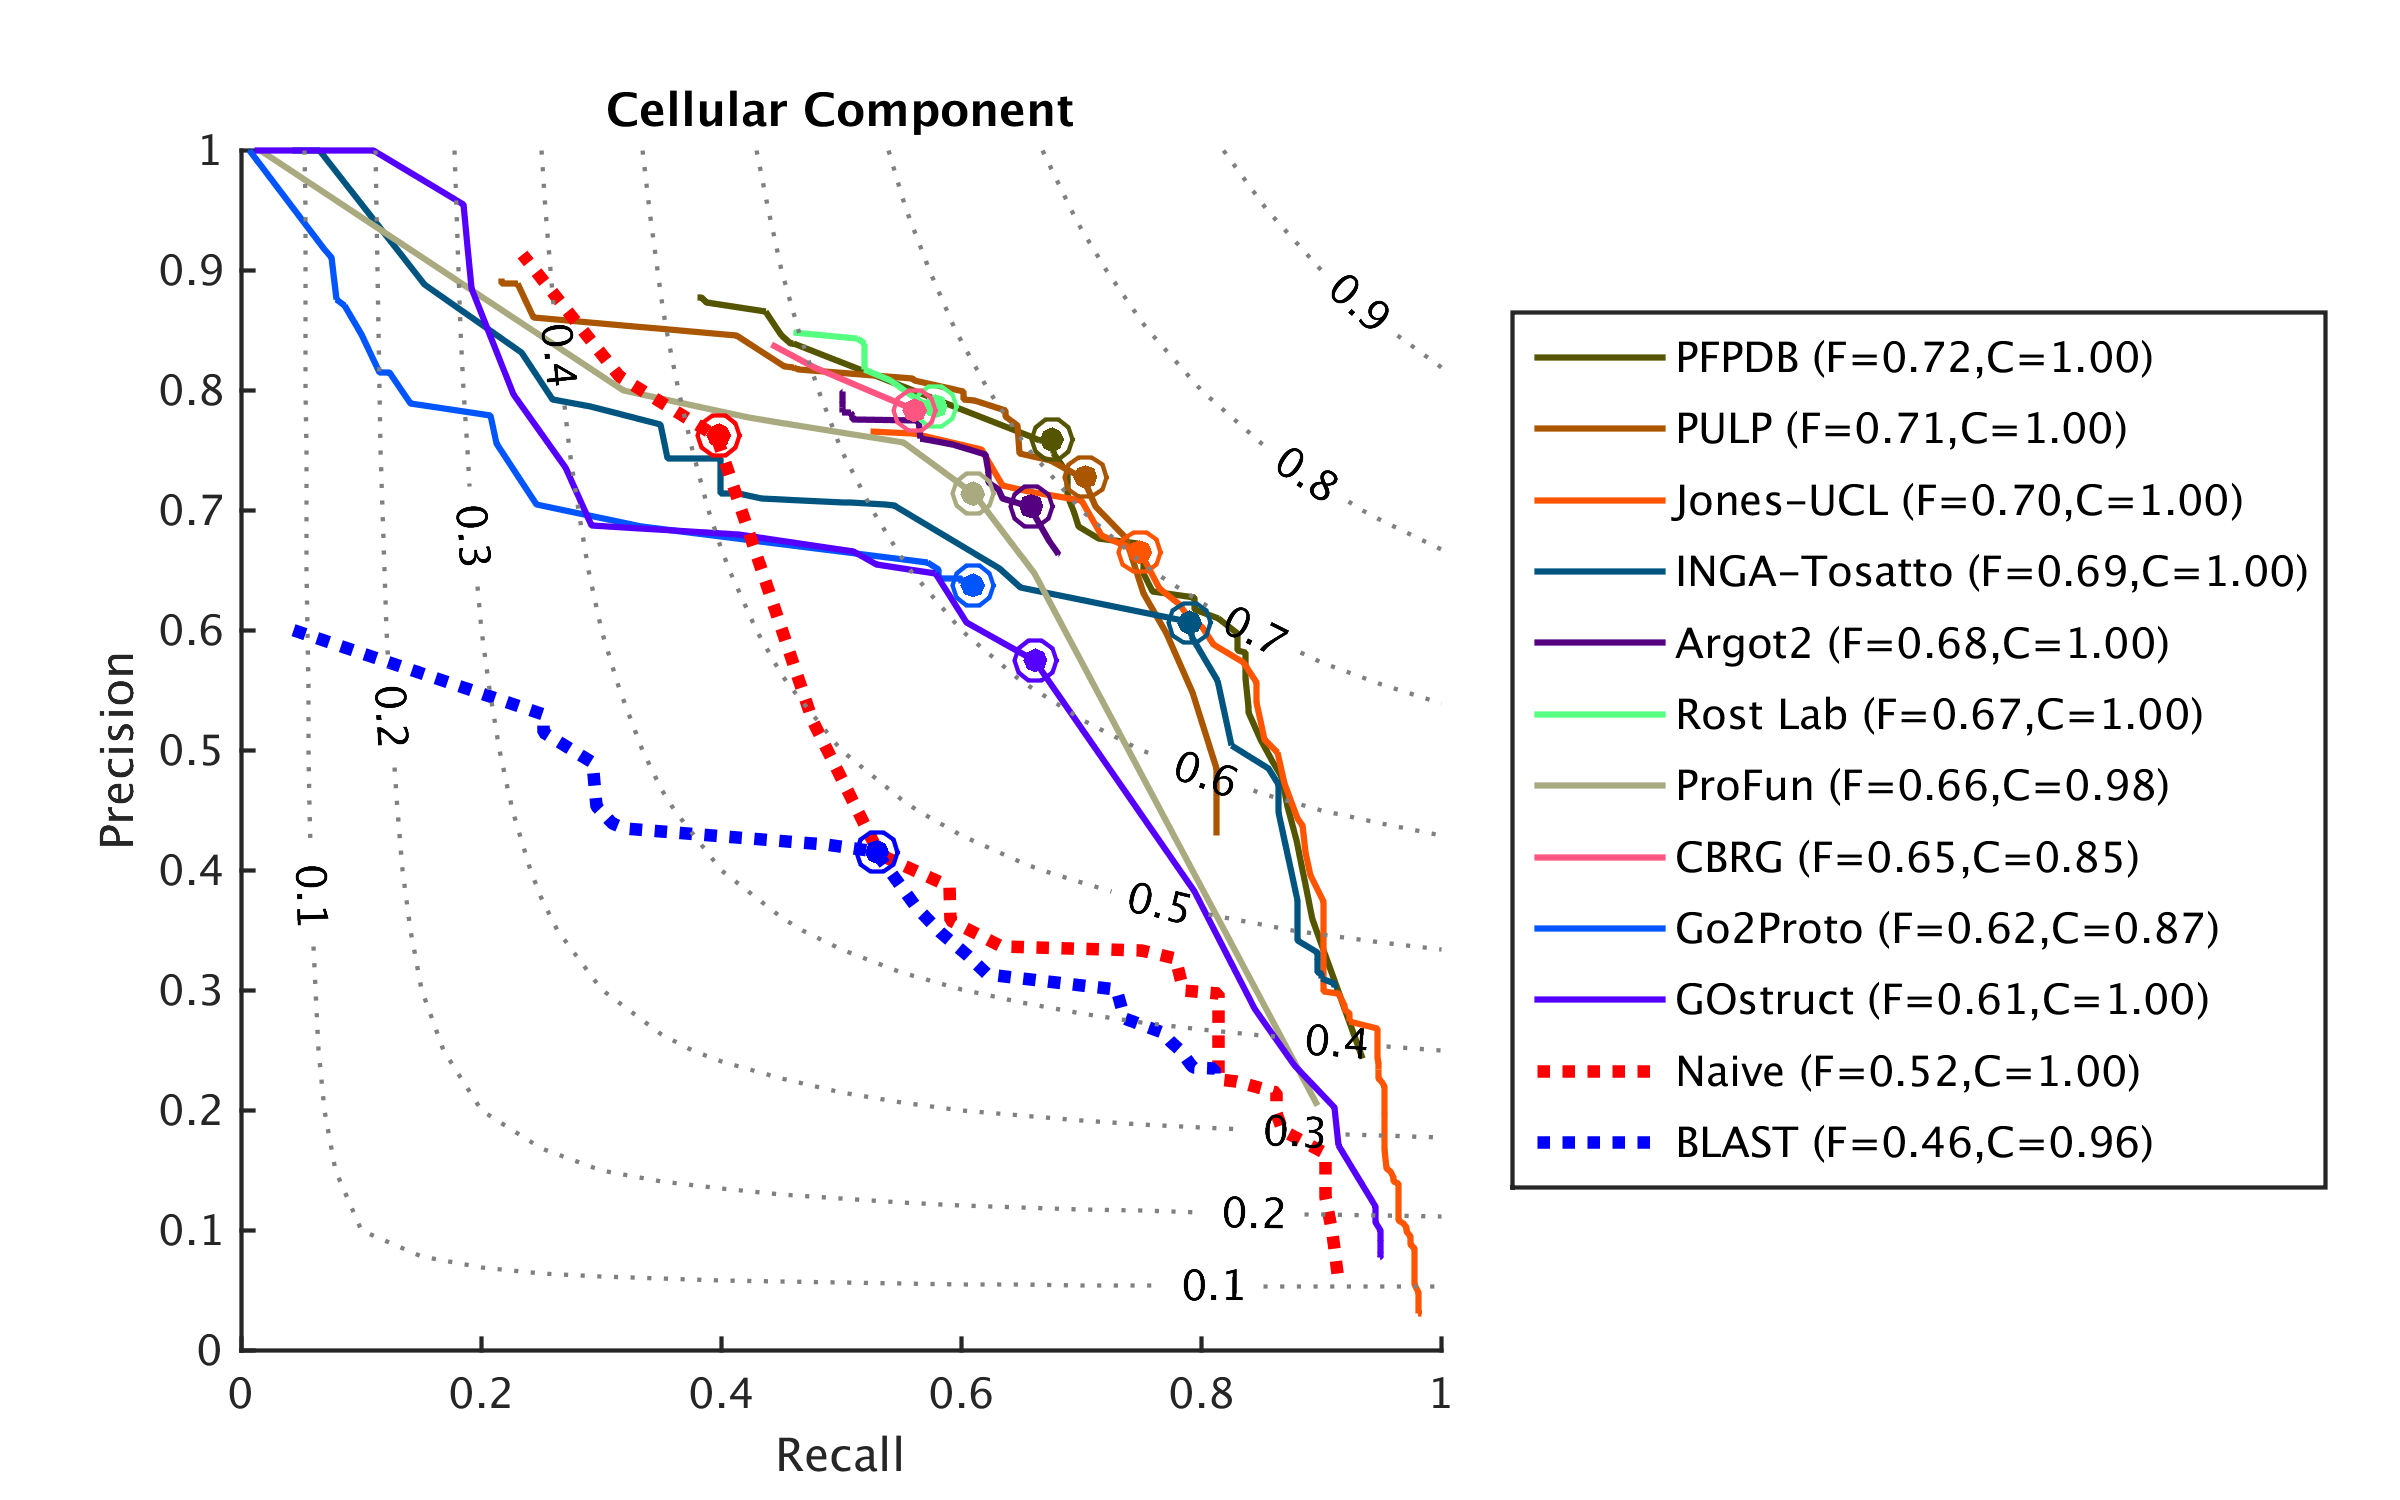 Cellular Component
1
0.9
0.8
0.7
0.6
0.5
0.4
0.3
0.2
0.1
0
Precision
0 0.2 0.4 0.6 0.8 1
Recall
0.9
0.8
0.7
0.6
0.5
0.4
0.3
0.2
0.1
0.4
0.3
0.2
0.1
PFPDB (F=0.72,C=1.00)
PULP (F=0.71,C=1.00)
Jones-UCL (F=0.70,C=1.00)
INGA-Tosatto (F=0.69,C=1.00)
Argot2 (F=0.68,C=1.00)
Rost Lab (F=0.67,C=1.00)
ProFun (F=0.66,C=0.98)
CBRG (F=0.65,C=0.85)
Go2Proto (F=0.62,C=0.87)
GOstruct (F=0.61,C=1.00)
Naive (F=0.52,C=1.00)
BLAST (F=0.46,C=0.96)